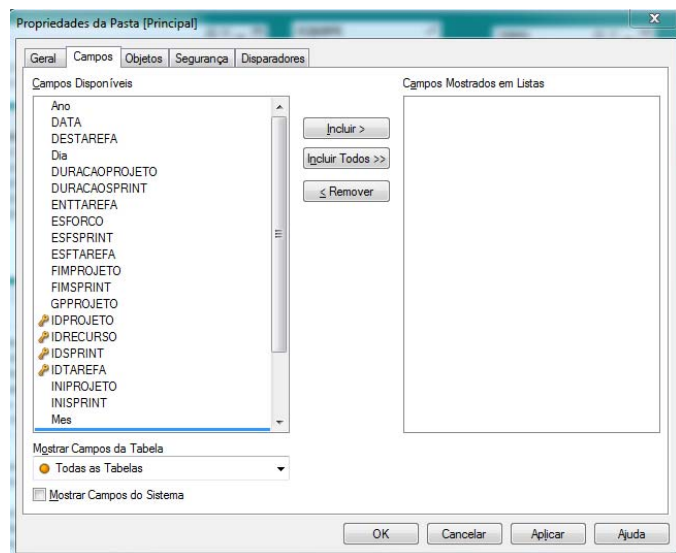 Propriedades da Pasta [Principal]
X
Geral Campos Objetos Segurança Disparadores
Campos Disponíveis
Campos Mostrados em Listas
Ano
DATA
DESTAREFA
Dia
DURACAOPROJETO
DURACAOSPRINT
ENTTAREFA
ESFORCO
ESFSPRINT
ESFTAREFA
FIMPROJETO
FIMSPRINT
GPPROJETO
IDPROJETO
IDRECURSO
IDSPRINT
IDTAREFA
INIPROJETO
INISPRINT
Mes
Incluir >
Incluir Todos >>
< Remover
Mostrar Campos da Tabela
Todas as Tabelas
Mostrar Campos do Sistema
OK Cancelar Aplicar Ajuda